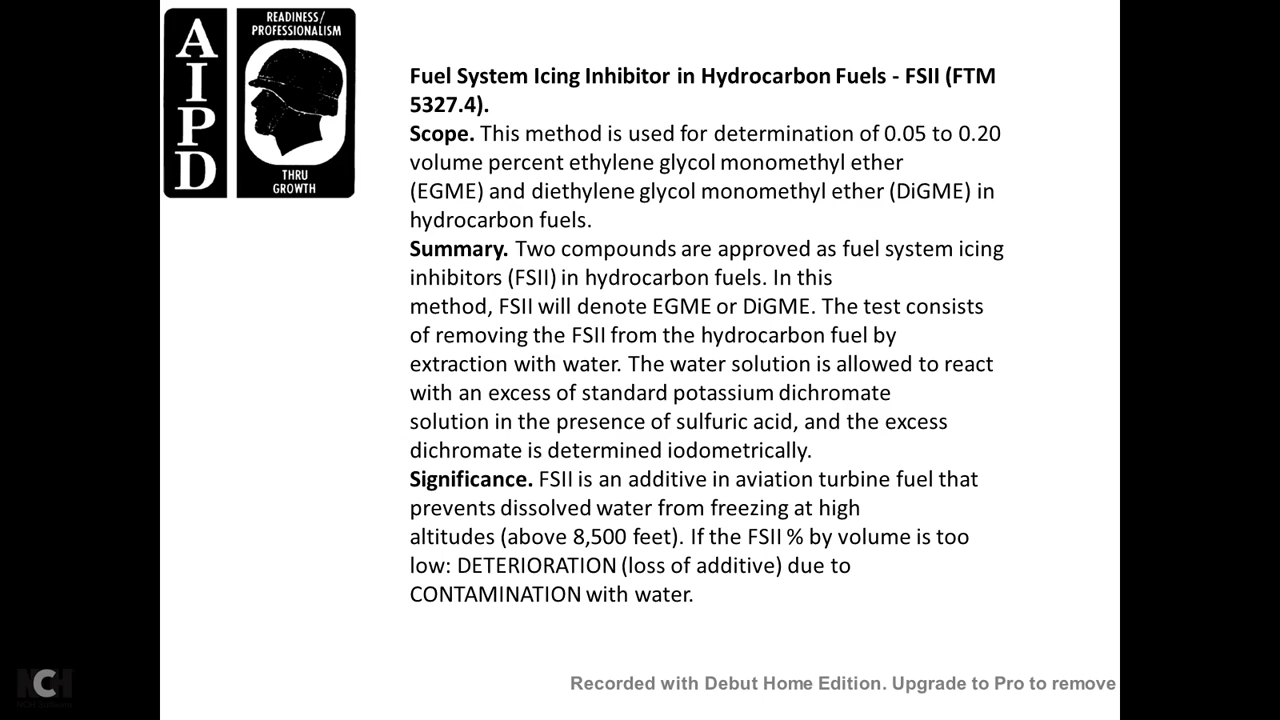 A
I
P
D
READINESS/
PROFESSIONALISM
THRU
GROWTH
Fuel System Icing Inhibitor in Hydrocarbon Fuels - FSII (FTM
5327.4).
Scope. This method is used for determination of 0.05 to 0.20
volume percent ethylene glycol monomethyl ether
(EGME) and diethylene glycol monomethyl ether (DiGME) in
hydrocarbon fuels.
Summary. Two compounds are approved as fuel system icing
inhibitors (FSII) in hydrocarbon fuels. In this
method, FSII will denote EGME or DiGME. The test consists
of removing the FSII from the hydrocarbon fuel by
extraction with water. The water solution is allowed to react
with an excess of standard potassium dichromate
solution in the presence of sulfuric acid, and the excess
dichromate is determined iodometrically.
Significance. FSII is an additive in aviation turbine fuel that
prevents dissolved water from freezing at high
altitudes (above 8,500 feet). If the FSII % by volume is too
low: DETERIORATION (loss of additive) due to
CONTAMINATION with water.
NCH
NCH Software
Recorded with Debut Home Edition. Upgrade to Pro to remove